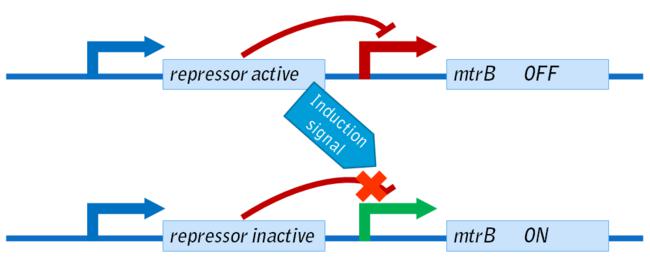 repressor active
mtrB OFF
Induction
signal
repressor inactive
mtrB ON